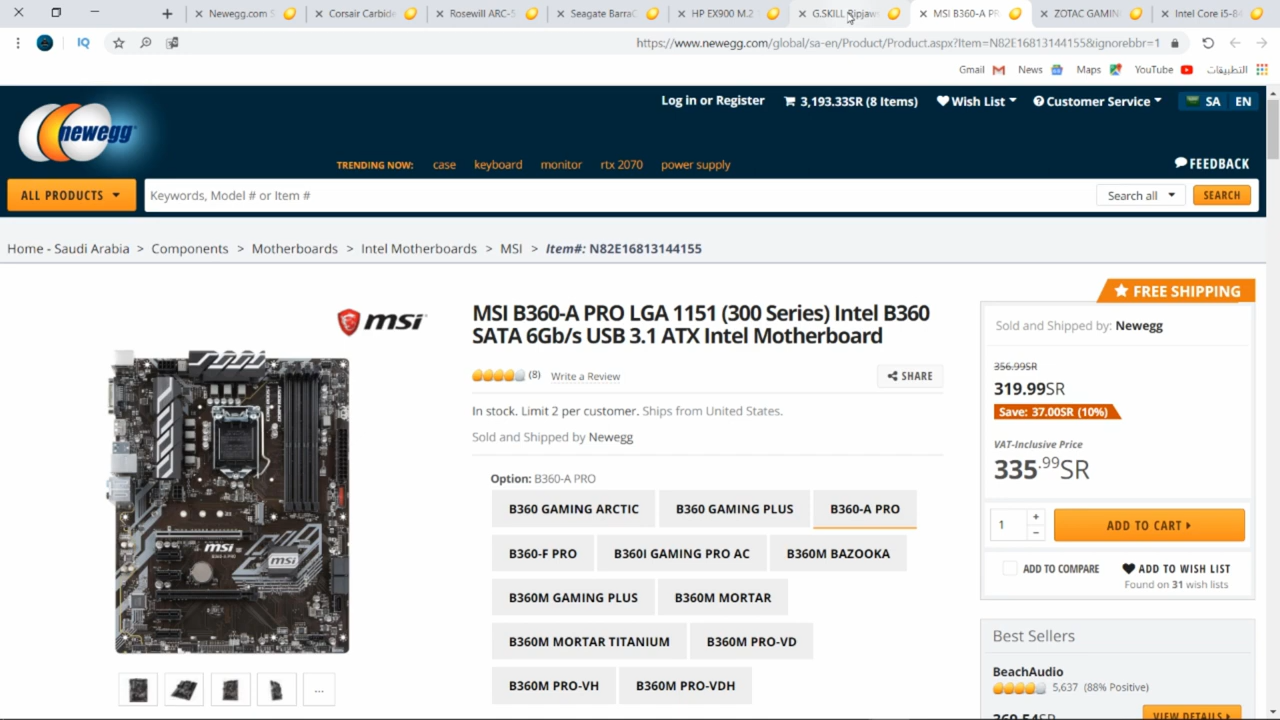 Newegg.com S
Corsair Carbide
Rosewill ARC-5
Seagate BarraC
HP EX900 M.2
G.SKILL Ripjaws
MSI B360-A PR
ZOTAC GAMING
Intel Core i5-8
IQ
https://www.newegg.com/global/sa-en/Product/Product.aspx?Item=N82E16813144155&ignorebbr=1
Gmail
News
Maps
YouTube
التطبيقات
newegg
Log in or Register
3,193.33SR (8 Items)
Wish List
Customer Service
SA
EN
TRENDING NOW:
case
keyboard
monitor
rtx 2070
power supply
FEEDBACK
ALL PRODUCTS
Keywords, Model # or Item #
Search all
SEARCH
Home - Saudi Arabia > Components > Motherboards > Intel Motherboards > MSI > Item#: N82E16813144155
FREE SHIPPING
msi
MSI B360-A PRO LGA 1151 (300 Series) Intel B360
SATA 6Gb/s USB 3.1 ATX Intel Motherboard
(8) Write a Review
SHARE
In stock. Limit 2 per customer. Ships from United States.
Sold and Shipped by Newegg
Option: B360-A PRO
B360 GAMING ARCTIC
B360 GAMING PLUS
B360-A PRO
B360-F PRO
B360I GAMING PRO AC
B360M BAZOOKA
B360M GAMING PLUS
B360M MORTAR
B360M MORTAR TITANIUM
B360M PRO-VD
B360M PRO-VH
B360M PRO-VDH
msi
msi
...
Sold and Shipped by: Newegg
356.99SR
319.99SR
Save: 37.00SR (10%)
VAT-Inclusive Price
335.99SR
1
+
−
ADD TO CART
ADD TO COMPARE
ADD TO WISH LIST
Found on 31 wish lists
Best Sellers
BeachAudio
5,637 (88% Positive)
369.54SR
VIEW DETAILS